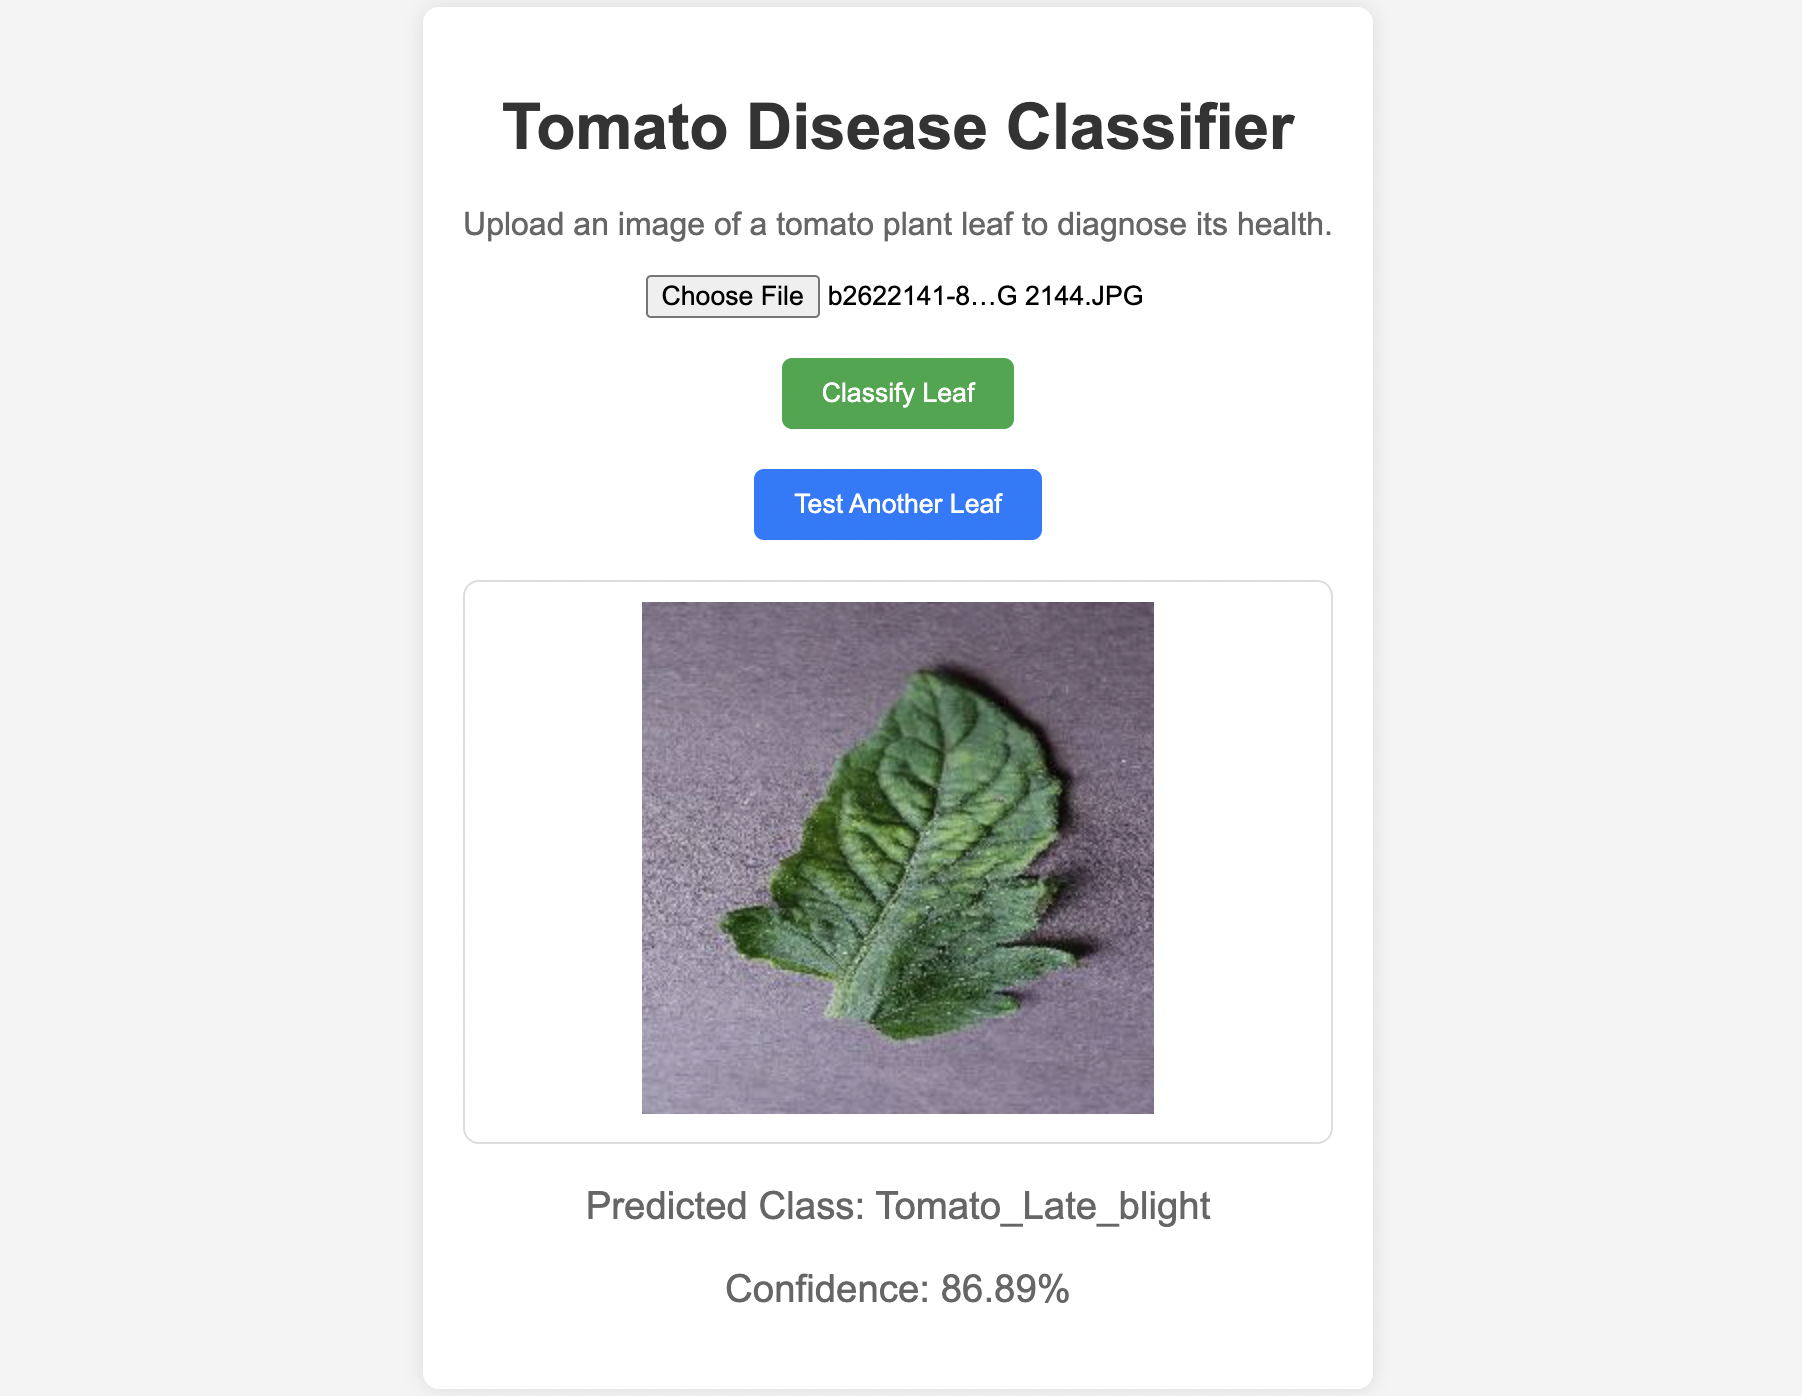 Tomato Disease Classifier
Upload an image of a tomato plant leaf to diagnose its health.
Choose File b2622141-8…G 2144.JPG
Classify Leaf
Test Another Leaf
Predicted Class: Tomato_Late_blight
Confidence: 86.89%